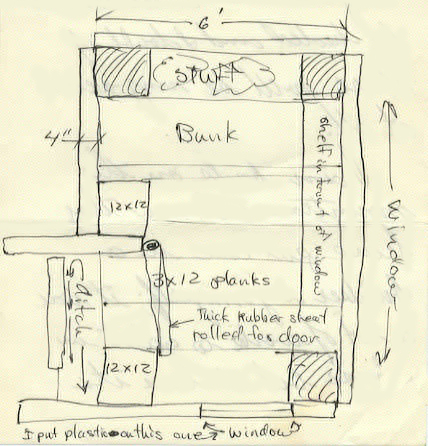 6'
Stuff
Bunk
4"
12x12
shelf in front of window
Window
3x12 planks
ditch
Thick Rubber sheet
rolled for door
12x12
I put plastic on this one
window